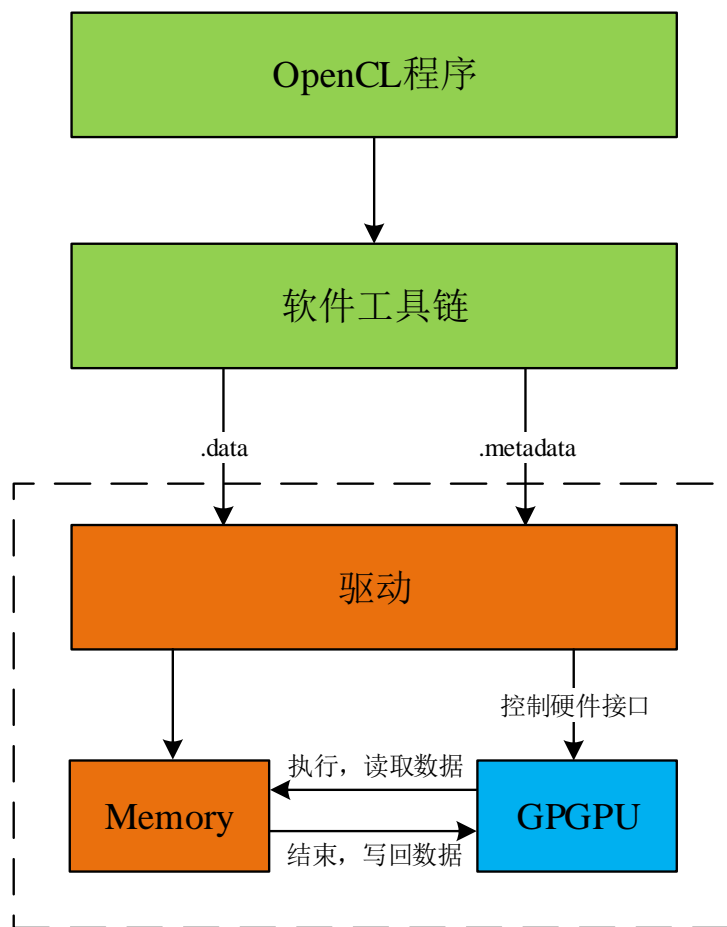 OpenCL程序
软件工具链
.data
.metadata
驱动
控制硬件接口
执行，读取数据
Memory
GPGPU
结束，写回数据